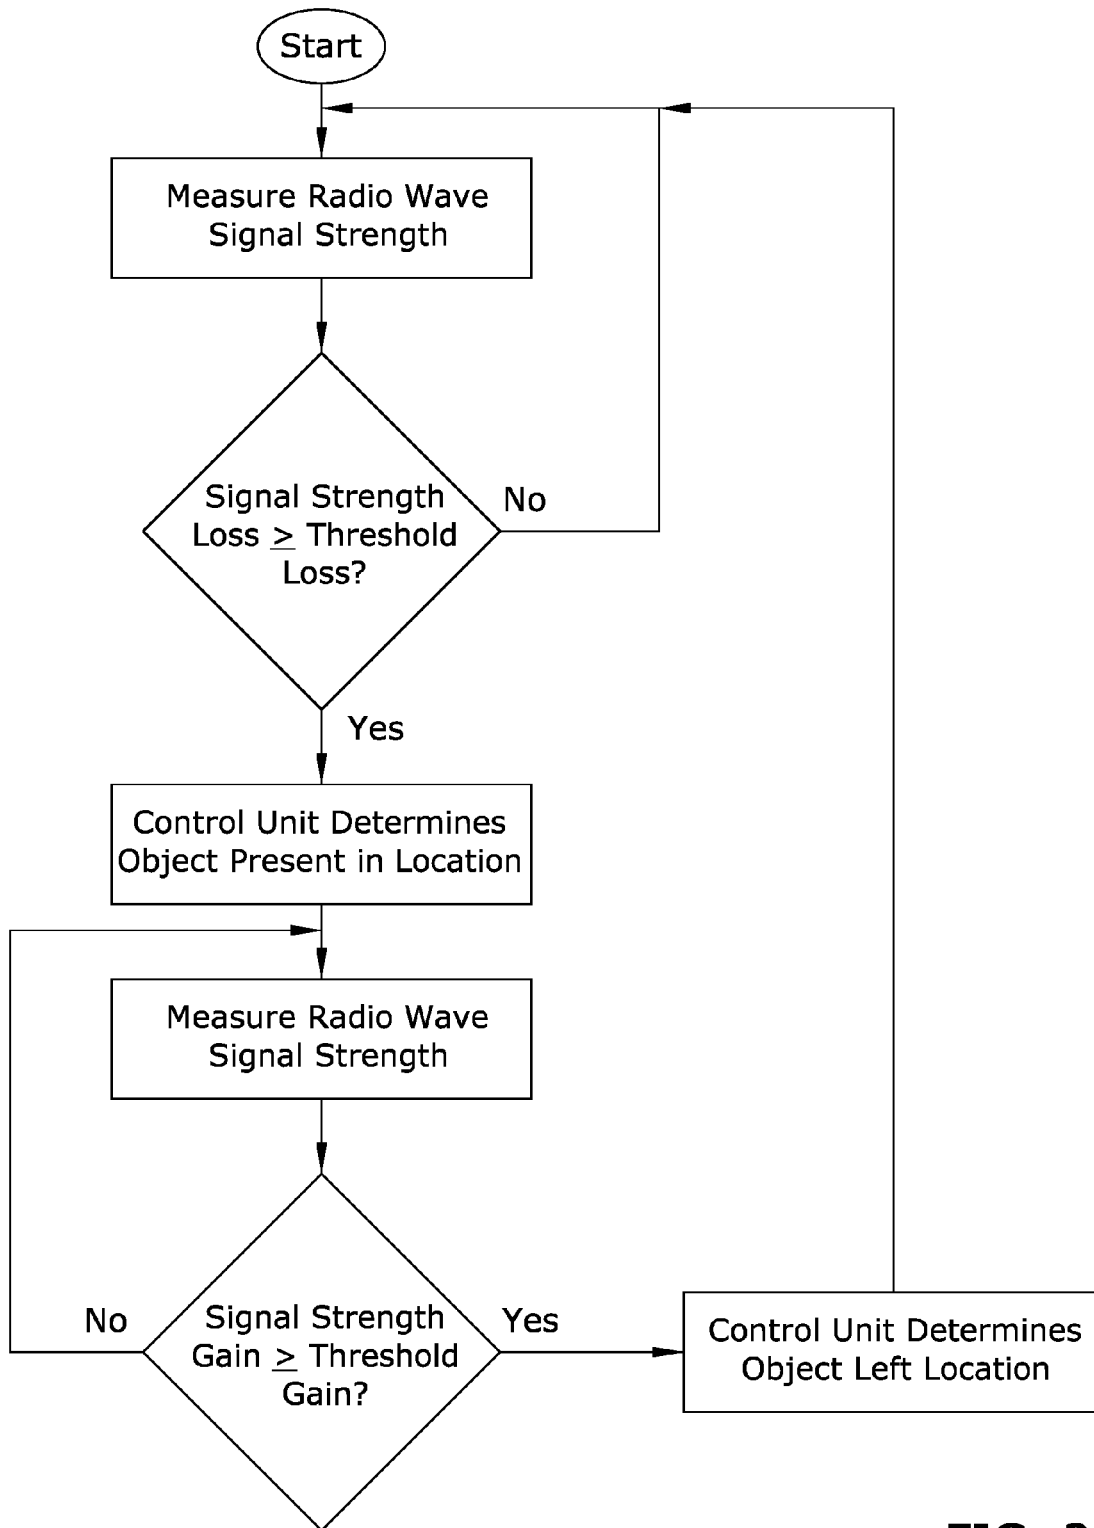 Start
Measure Radio Wave
Signal Strength
Signal Strength
Loss ≥ Threshold
Loss?
No
Yes
Control Unit Determines
Object Present in Location
Measure Radio Wave
Signal Strength
No
Signal Strength
Gain ≥ Threshold
Gain?
Yes
Control Unit Determines
Object Left Location
FIG.